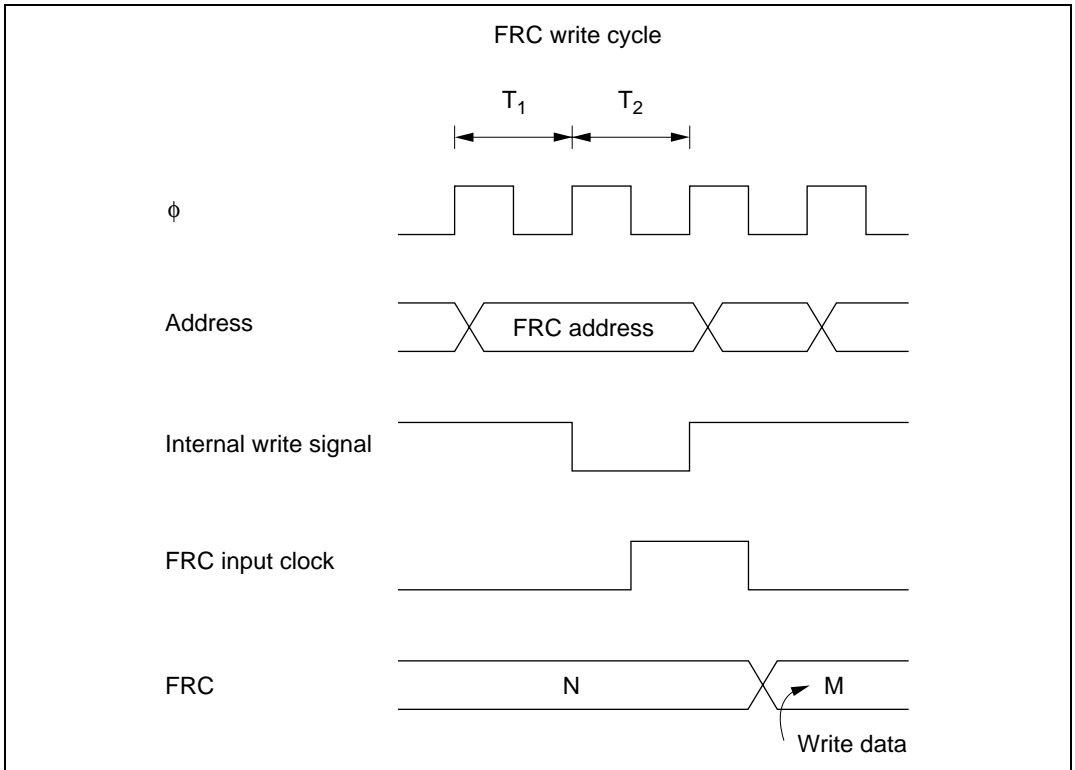 FRC write cycle
T1 T2
ϕ
Address
FRC address
Internal write signal
FRC input clock
FRC
N
M
Write data